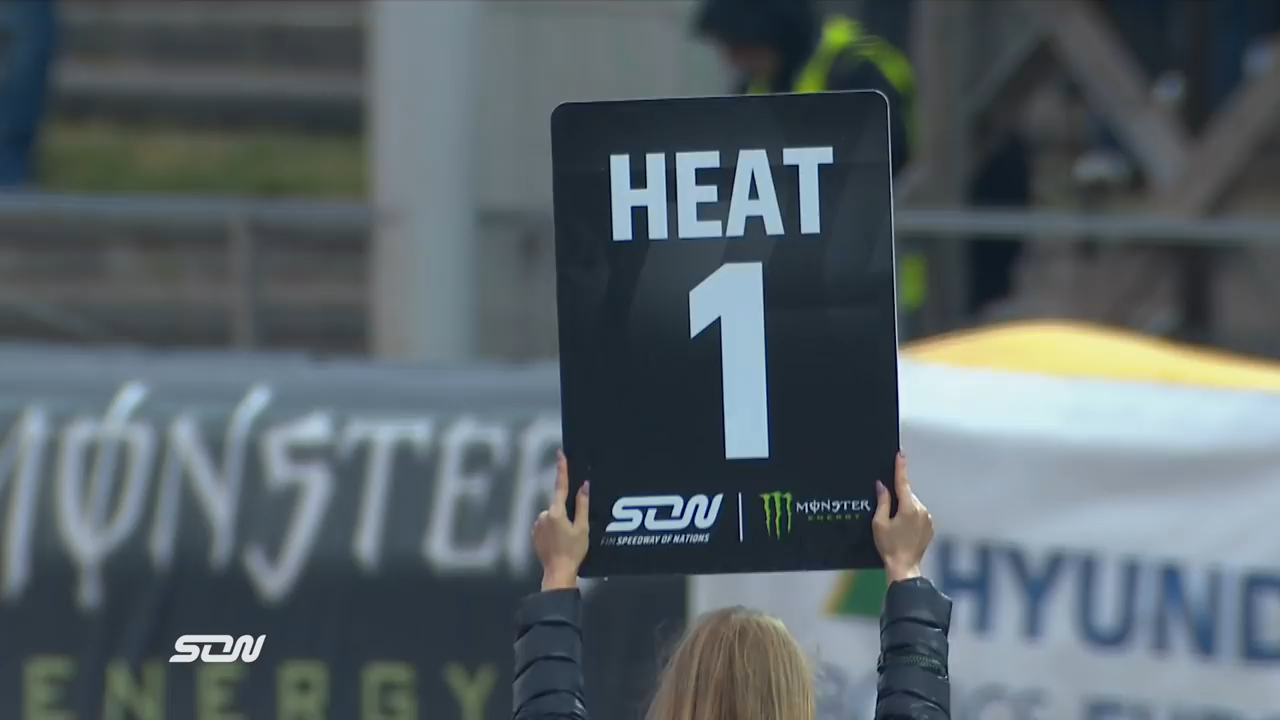 HEAT
1
SON
FIM SPEEDWAY OF NATIONS
MONSTER
ENERGY
MONSTER
ENERGY
HYUND
SON